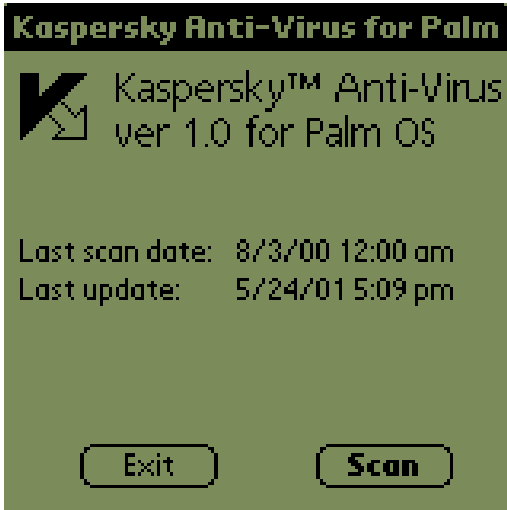 Kaspersky Anti-Virus for Palm
Kaspersky™ Anti-Virus
ver 1.0 for Palm OS
Last scan date: 8/3/00 12:00 am
Last update: 5/24/01 5:09 pm
Exit Scan